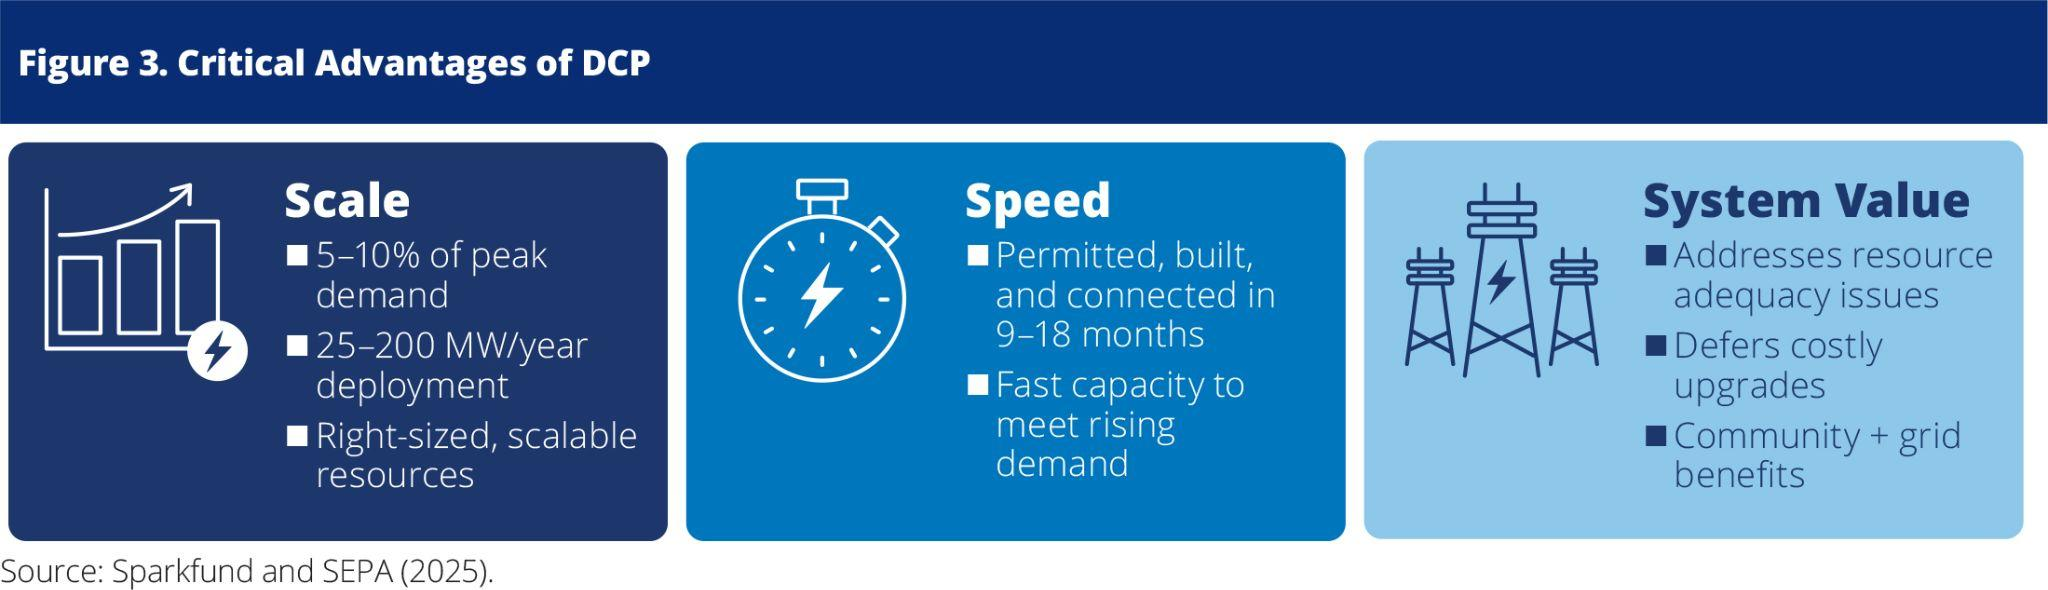 Figure 3. Critical Advantages of DCP
Scale
■ 5–10% of peak
demand
■ 25–200 MW/year
deployment
■ Right-sized, scalable
resources
Speed
■ Permitted, built,
and connected in
9–18 months
■ Fast capacity to
meet rising
demand
System Value
■ Addresses resource
adequacy issues
■ Defers costly
upgrades
■ Community + grid
benefits
Source: Sparkfund and SEPA (2025).